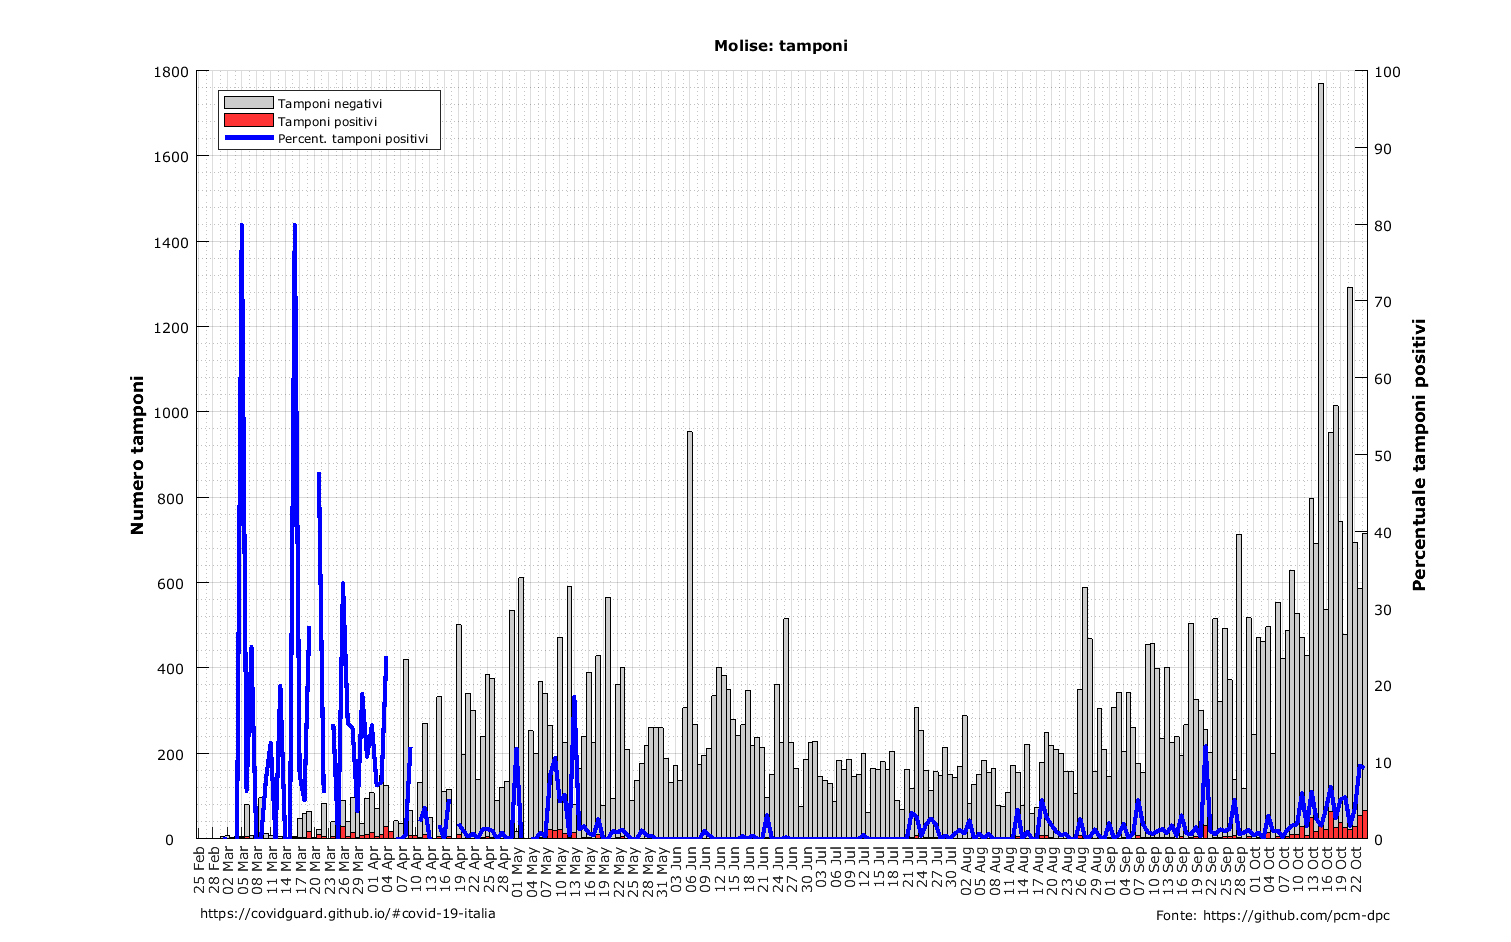 Molise: tamponi
Tamponi negativi
Tamponi positivi
Percent. tamponi positivi
Numero tamponi
0
200
400
600
800
1000
1200
1400
1600
1800
Percentuale tamponi positivi
0
10
20
30
40
50
60
70
80
90
100
25 Feb
28 Feb
02 Mar
05 Mar
08 Mar
11 Mar
14 Mar
17 Mar
20 Mar
23 Mar
26 Mar
29 Mar
01 Apr
04 Apr
07 Apr
10 Apr
13 Apr
16 Apr
19 Apr
22 Apr
25 Apr
28 Apr
01 May
04 May
07 May
10 May
13 May
16 May
19 May
22 May
25 May
28 May
31 May
03 Jun
06 Jun
09 Jun
12 Jun
15 Jun
18 Jun
21 Jun
24 Jun
27 Jun
30 Jun
03 Jul
06 Jul
09 Jul
12 Jul
15 Jul
18 Jul
21 Jul
24 Jul
27 Jul
30 Jul
02 Aug
05 Aug
08 Aug
11 Aug
14 Aug
17 Aug
20 Aug
23 Aug
26 Aug
29 Aug
01 Sep
04 Sep
07 Sep
10 Sep
13 Sep
16 Sep
19 Sep
22 Sep
25 Sep
28 Sep
01 Oct
04 Oct
07 Oct
10 Oct
13 Oct
16 Oct
19 Oct
22 Oct
https://covidguard.github.io/#covid-19-italia
Fonte: https://github.com/pcm-dpc